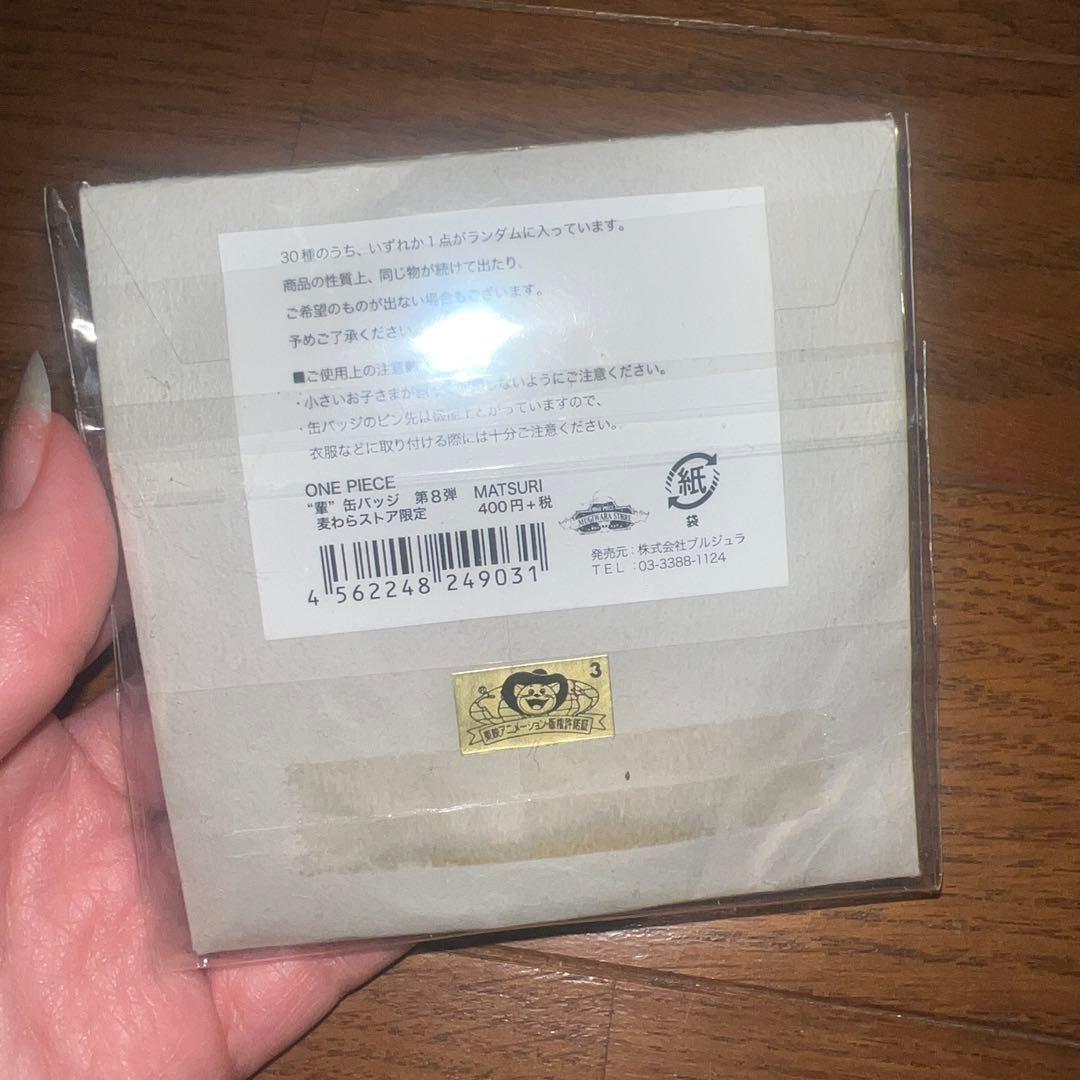 30種のうち、いずれか1点がランダムに入っています。
商品の性質上、同じ物が続けて出たり、
ご希望のものが出ない場合もございます。
予めご了承ください
■ご使用上の注意
・小さいお子さまが しないようにご注意ください。
・缶バッジのピン先は とがっていますので、
衣服などに取り付ける際には十分ご注意ください。
ONE PIECE
“輩”缶バッジ 第8弾 MATSURI
麦わらストア限定 400円+税
ONE PIECE
MUGIWARA STORE
紙
袋
発売元:株式会社ブルジュラ
TEL:03-3388-1124
4 562248 249031
3
東映アニメーション版権許諾証